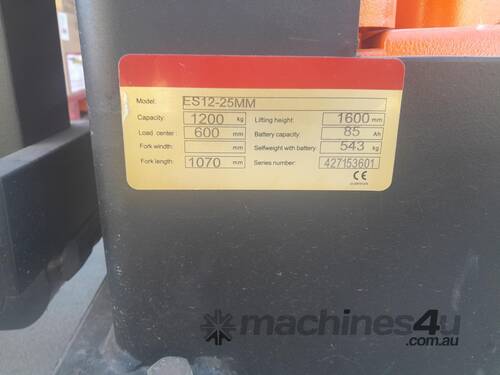 Model: ES12-25MM
Capacity: 1200 kg Lifting height: 1600 mm
Load center: 600 mm Battery capacity: 85 Ah
Fork windth: mm Selfweight with battery: 543 kg
Fork length: 1070 mm Series number: 427153601
CE
machines4u
.com.au